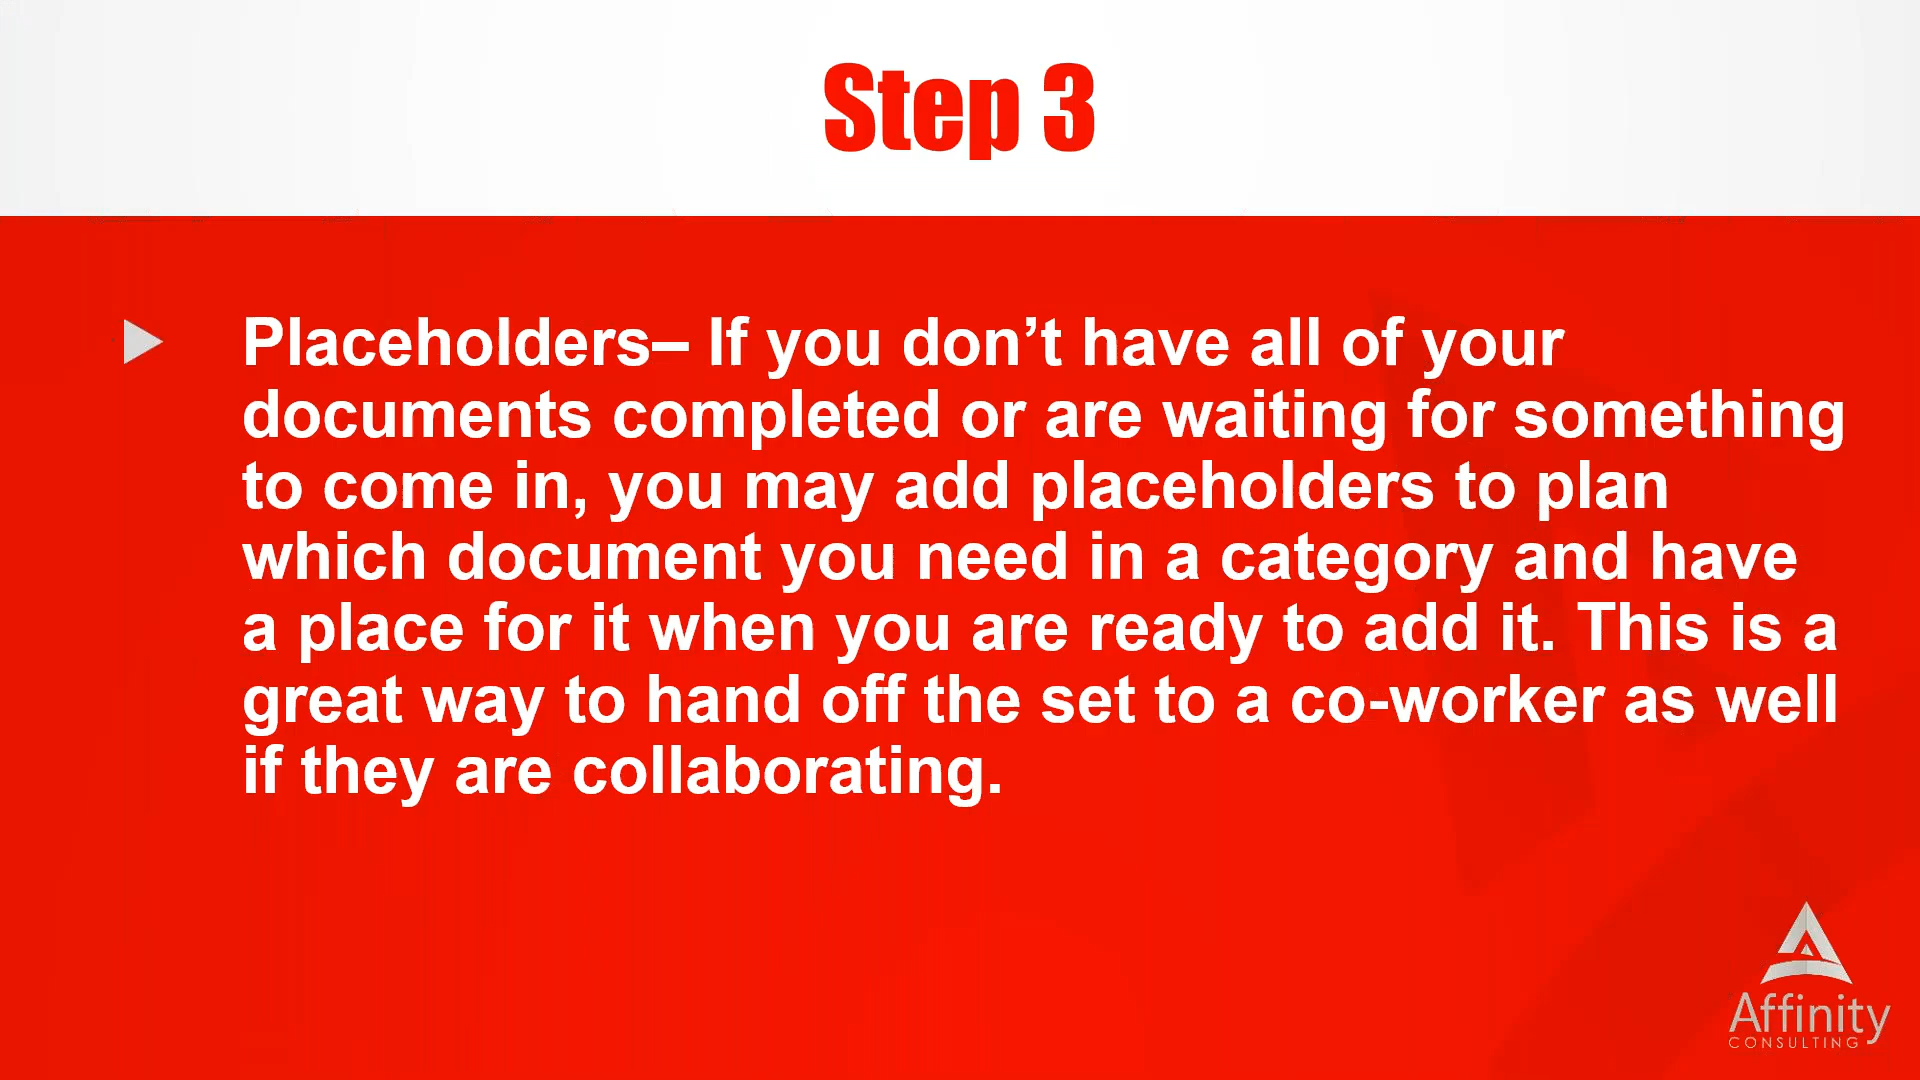 Step 3
Placeholders– If you don’t have all of your
documents completed or are waiting for something
to come in, you may add placeholders to plan
which document you need in a category and have
a place for it when you are ready to add it. This is a
great way to hand off the set to a co-worker as well
if they are collaborating.
Affinity
CONSULTING